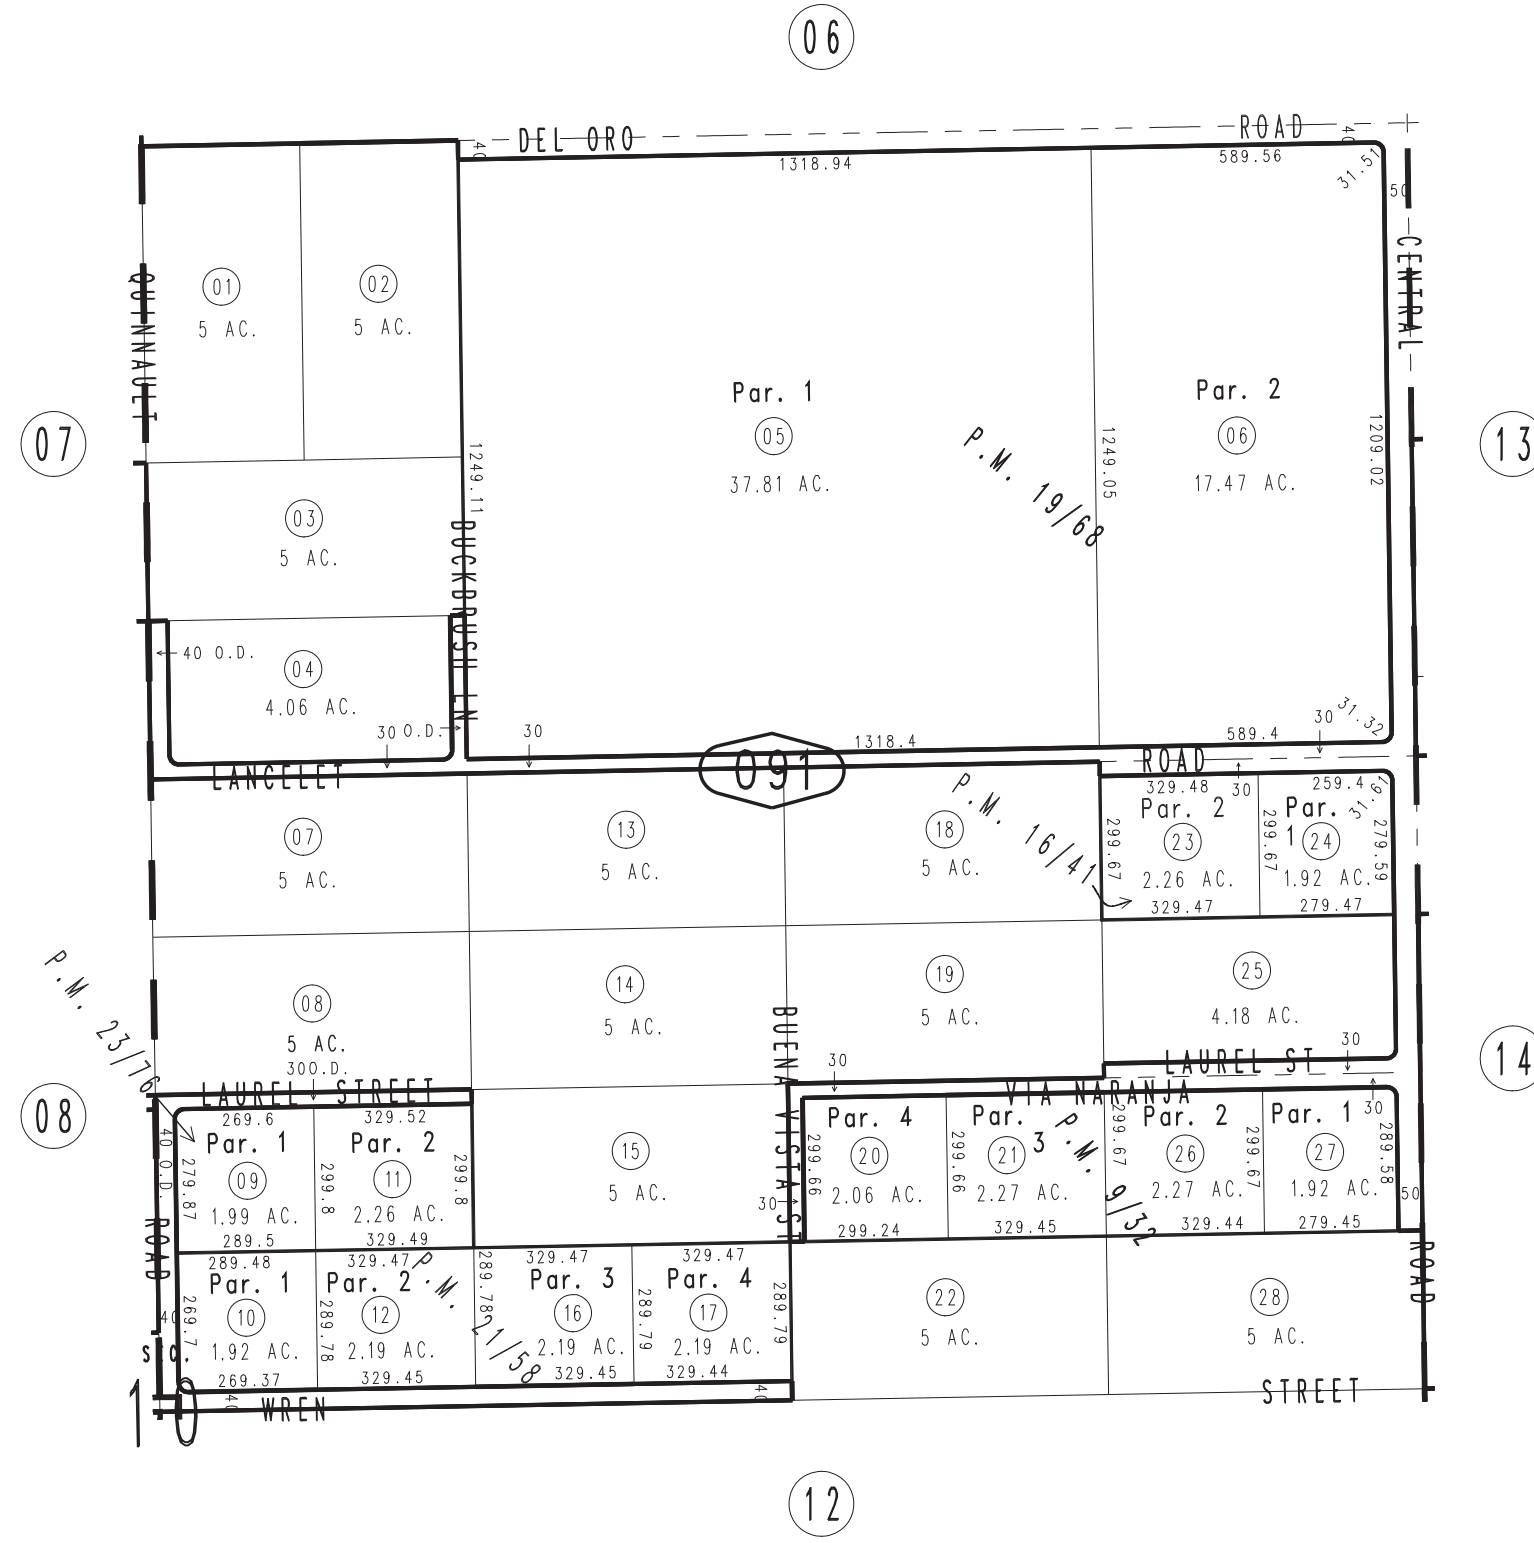 06
DEL ORO
ROAD
40
40
1318.94
589.56
31.51
50
QUINNAULT
CENTRAL
01
5 AC.
02
5 AC.
Par. 1
05
37.81 AC.
Par. 2
06
17.47 AC.
07
13
1249.11
1249.05
1209.02
P.M. 19/68
03
5 AC.
BUCKBRUSH LN
40 O.D.
04
4.06 AC.
30 O.D.
30
1318.4
589.4
30
31.32
LANCELET
091
ROAD
329.48
30
259.4
31.61
P.M. 16/41
07
5 AC.
13
5 AC.
18
5 AC.
299.67
Par. 2
23
2.26 AC.
329.47
299.67
Par.
1
24
1.92 AC.
279.47
279.59
P.M. 23/76
08
5 AC.
30O.D.
14
5 AC.
19
5 AC.
25
4.18 AC.
BUENA VISTA ST
30
30
LAUREL ST
14
LAUREL STREET
VIA NARANJA
08
269.6
329.52
40 O.D.
279.87
Par. 1
09
1.99 AC.
289.5
299.8
Par. 2
11
2.26 AC.
329.49
299.8
15
5 AC.
30
299.66
Par. 4
20
2.06 AC.
299.24
299.66
Par.
3
21
2.27 AC.
329.45
P.M. 9/32
299.67
Par. 2
26
2.27 AC.
329.44
299.67
Par. 1
30
27
1.92 AC.
279.45
289.58
50
ROAD
ROAD
289.48
Par. 1
10
1.92 AC.
269.37
269.7
40
329.47
Par. 2
12
2.19 AC.
329.45
289.78
P.M. 21/58
289.78
329.47
Par. 3
16
2.19 AC.
329.45
289.79
329.47
Par. 4
17
2.19 AC.
329.44
289.79
22
5 AC.
28
5 AC.
10
40
WREN
40
STREET
12